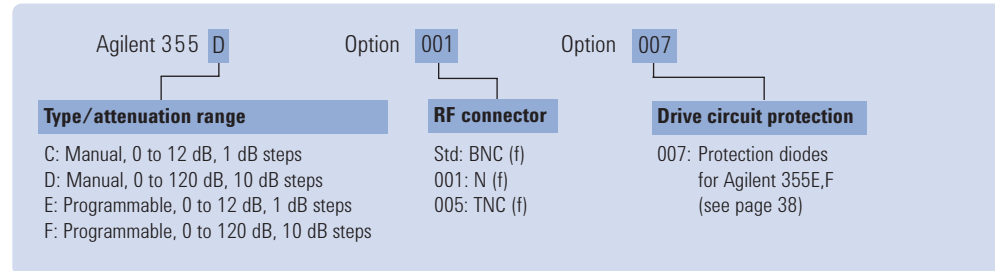 Agilent 355 D Option 001 Option 007
Type/attenuation range
C: Manual, 0 to 12 dB, 1 dB steps
D: Manual, 0 to 120 dB, 10 dB steps
E: Programmable, 0 to 12 dB, 1 dB steps
F: Programmable, 0 to 120 dB, 10 dB steps
RF connector
Std: BNC (f)
001: N (f)
005: TNC (f)
Drive circuit protection
007: Protection diodes
for Agilent 355E,F
(see page 38)